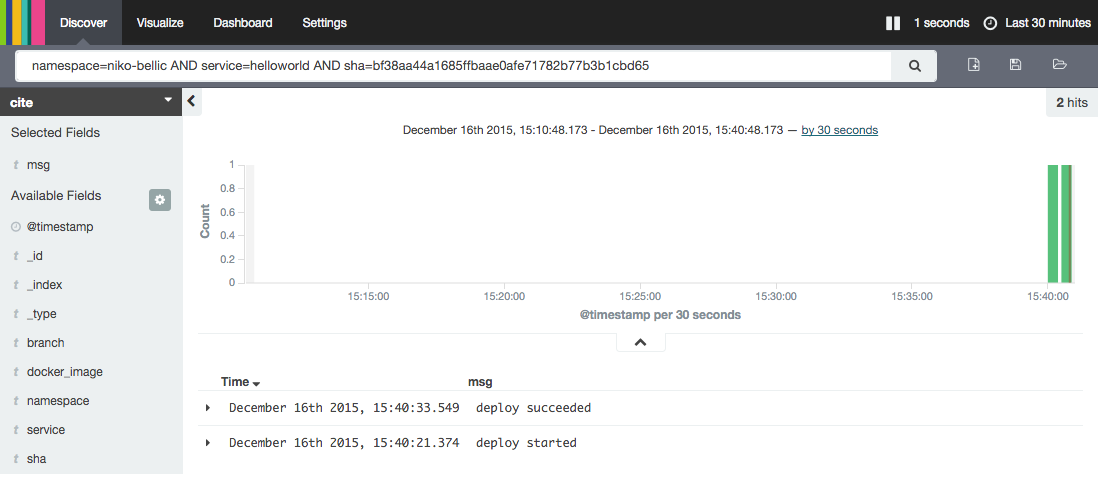 Discover Visualize Dashboard Settings 1 seconds Last 30 minutes
namespace=niko-bellic AND service=helloworld AND sha=bf38aa44a1685ffbaae0afe71782b77b3b1cbd65
cite
2 hits
Selected Fields
t msg
Available Fields
@timestamp
t _id
t _index
t _type
t branch
t docker_image
t namespace
t service
t sha
December 16th 2015, 15:10:48.173 - December 16th 2015, 15:40:48.173 — by 30 seconds
Count
1
0.8
0.6
0.4
0.2
0
15:15:00 15:20:00 15:25:00 15:30:00 15:35:00 15:40:00
@timestamp per 30 seconds
Time msg
December 16th 2015, 15:40:33.549 deploy succeeded
December 16th 2015, 15:40:21.374 deploy started